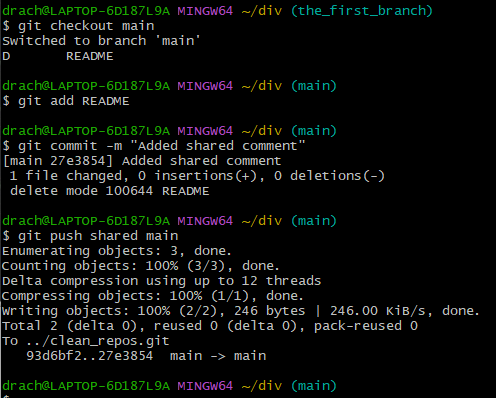 drach@LAPTOP-6D187L9A MINGW64 ~/div (the_first_branch)
$ git checkout main
Switched to branch 'main'
D       README
drach@LAPTOP-6D187L9A MINGW64 ~/div (main)
$ git add README
drach@LAPTOP-6D187L9A MINGW64 ~/div (main)
$ git commit -m "Added shared comment"
[main 27e3854] Added shared comment
 1 file changed, 0 insertions(+), 0 deletions(-)
 delete mode 100644 README
drach@LAPTOP-6D187L9A MINGW64 ~/div (main)
$ git push shared main
Enumerating objects: 3, done.
Counting objects: 100% (3/3), done.
Delta compression using up to 12 threads
Compressing objects: 100% (1/1), done.
Writing objects: 100% (2/2), 246 bytes | 246.00 KiB/s, done.
Total 2 (delta 0), reused 0 (delta 0), pack-reused 0
To ../clean_repos.git
   93d6bf2..27e3854  main -> main
drach@LAPTOP-6D187L9A MINGW64 ~/div (main)